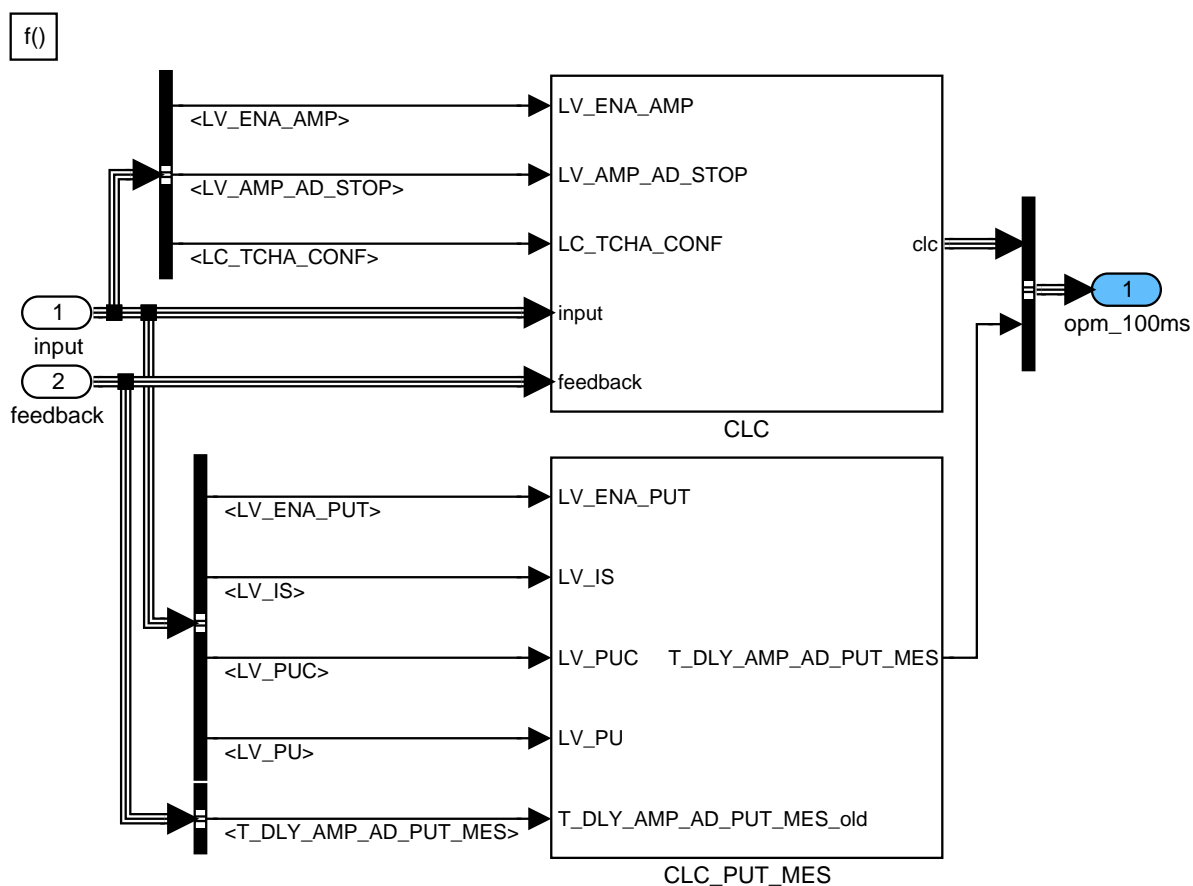 f()
LV_ENA_AMP
<LV_ENA_AMP>
LV_AMP_AD_STOP
<LV_AMP_AD_STOP>
LC_TCHA_CONF
clc
<LC_TCHA_CONF>
1
input
1
opm_100ms
input
2
feedback
feedback
CLC
LV_ENA_PUT
<LV_ENA_PUT>
LV_IS
<LV_IS>
LV_PUC
T_DLY_AMP_AD_PUT_MES
<LV_PUC>
LV_PU
<LV_PU>
T_DLY_AMP_AD_PUT_MES_old
<T_DLY_AMP_AD_PUT_MES>
CLC_PUT_MES